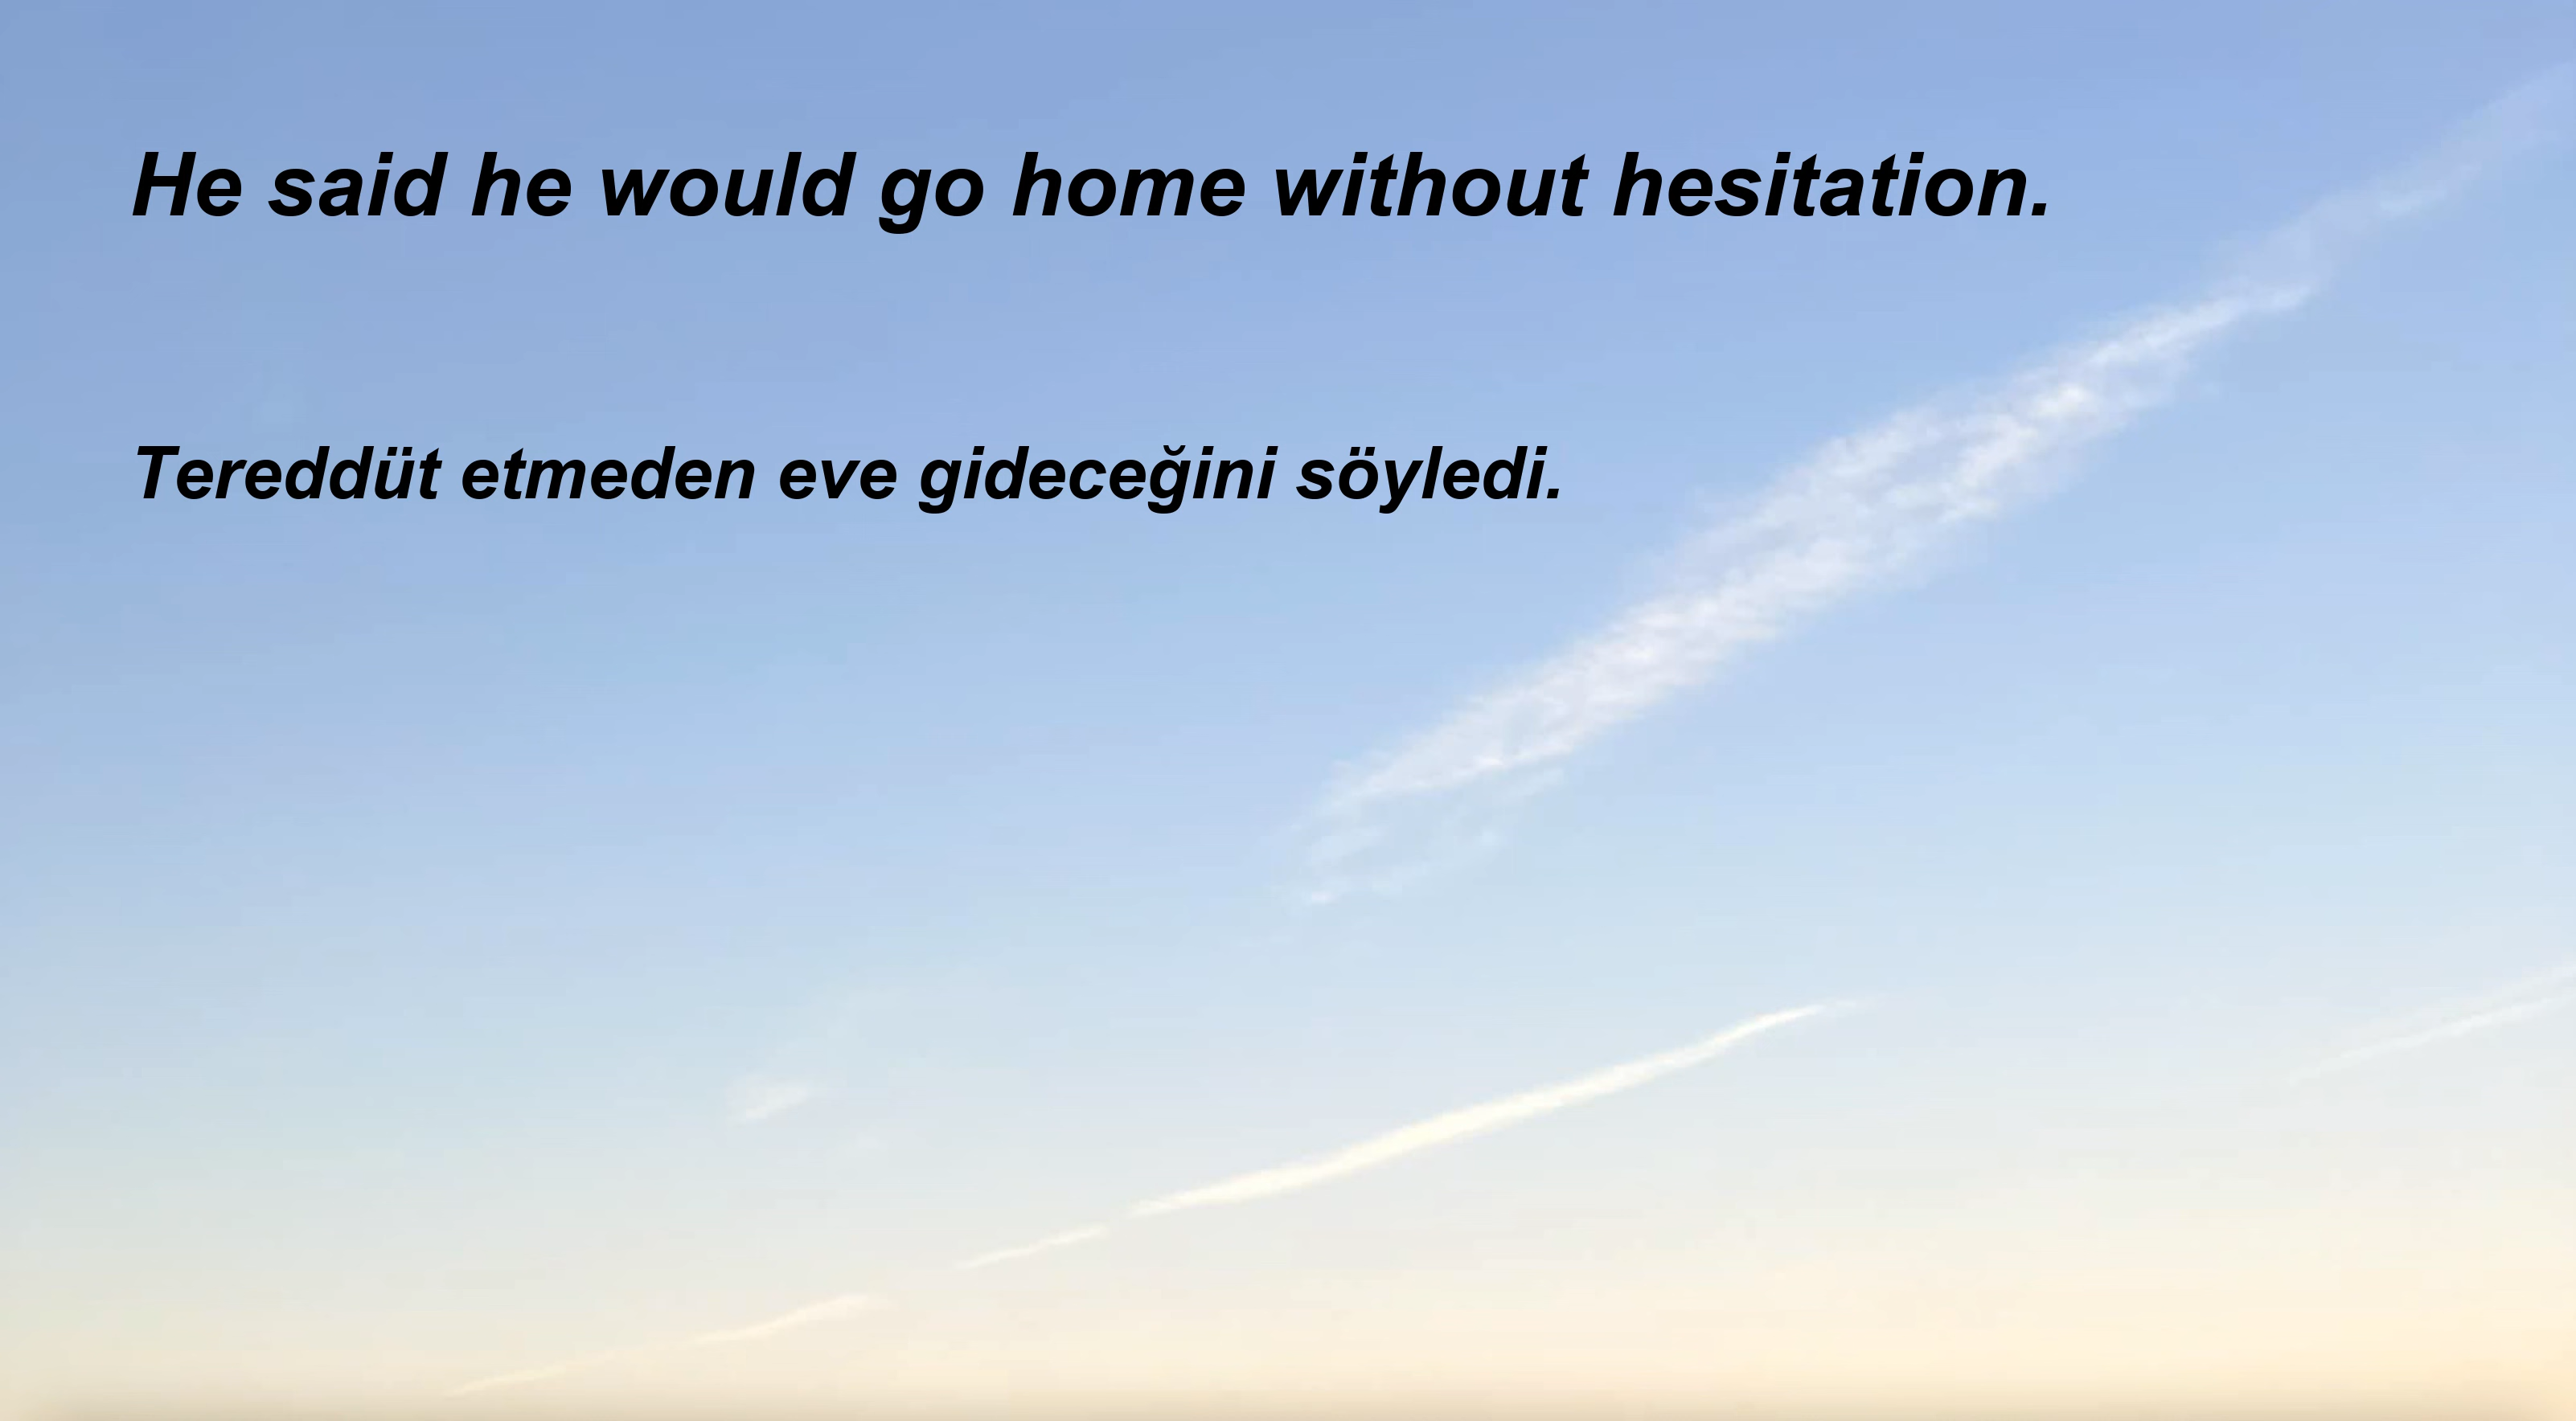 He said he would go home without hesitation.
Tereddüt etmeden eve gideceğini söyledi.